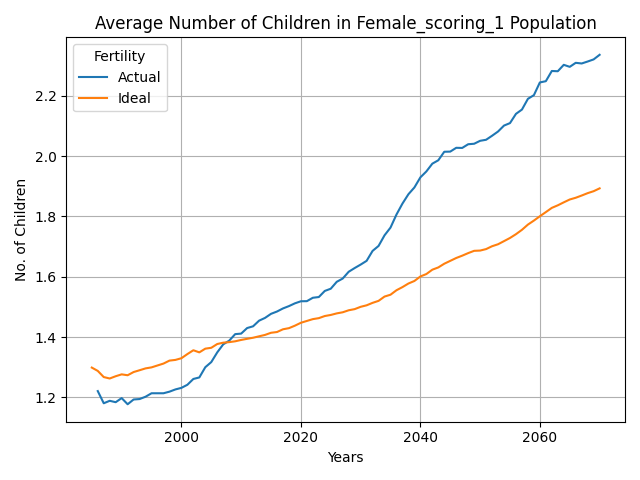 Average Number of Children in Female_scoring_1 Population
Fertility
Actual
Ideal
No. of Children
2.2
2.0
1.8
1.6
1.4
1.2
2000
2020
2040
2060
Years